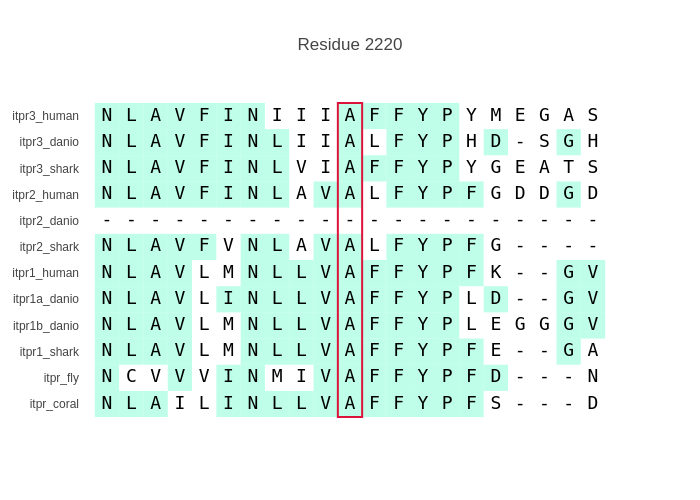 Residue 2220
itpr3_human N L A V F I N I I I A F F Y P Y M E G A S
itpr3_danio N L A V F I N L I I A L F Y P H D - S G H
itpr3_shark N L A V F I N L V I A F F Y P Y G E A T S
itpr2_human N L A V F I N L A V A L F Y P F G D D G D
itpr2_danio - - - - - - - - - - - - - - - - - - - - -
itpr2_shark N L A V F V N L A V A L F Y P F G - - - -
itpr1_human N L A V L M N L L V A F F Y P F K - - G V
itpr1a_danio N L A V L I N L L V A F F Y P L D - - G V
itpr1b_danio N L A V L M N L L V A F F Y P L E G G G V
itpr1_shark N L A V L M N L L V A F F Y P F E - - G A
itpr_fly N C V V V I N M I V A F F Y P F D - - - N
itpr_coral N L A I L I N L L V A F F Y P F S - - - D